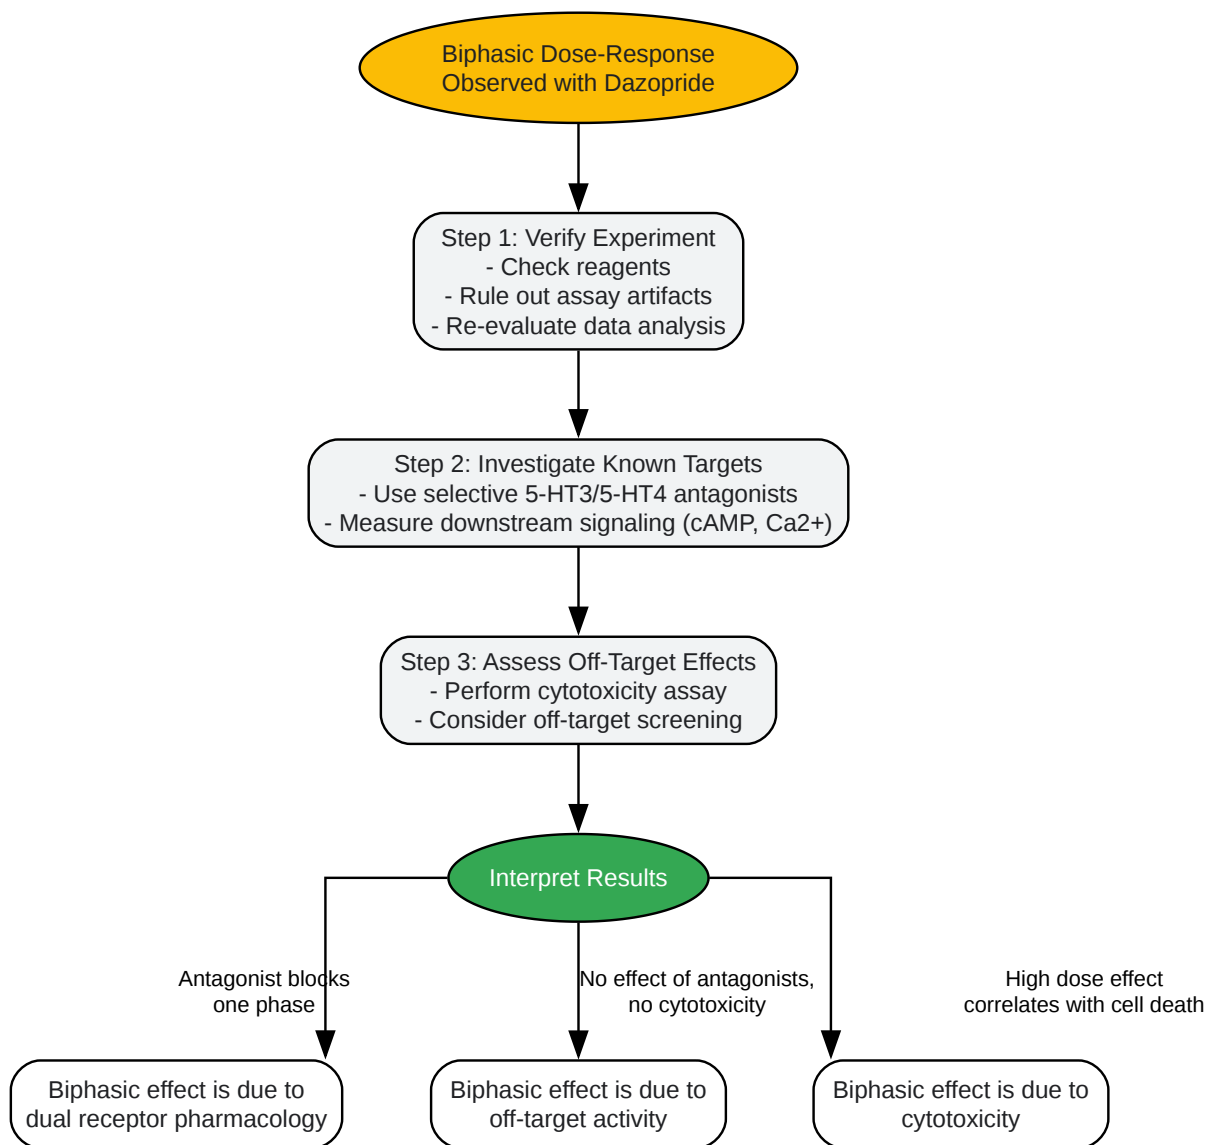 Biphasic Dose-Response
Observed with Dazopride
Step 1: Verify Experiment
- Check reagents
- Rule out assay artifacts
- Re-evaluate data analysis
Step 2: Investigate Known Targets
- Use selective 5-HT3/5-HT4 antagonists
- Measure downstream signaling (cAMP, Ca2+)
Step 3: Assess Off-Target Effects
- Perform cytotoxicity assay
- Consider off-target screening
Interpret Results
Antagonist blocks
one phase
No effect of antagonists,
no cytotoxicity
High dose effect
correlates with cell death
Biphasic effect is due to
dual receptor pharmacology
Biphasic effect is due to
off-target activity
Biphasic effect is due to
cytotoxicity